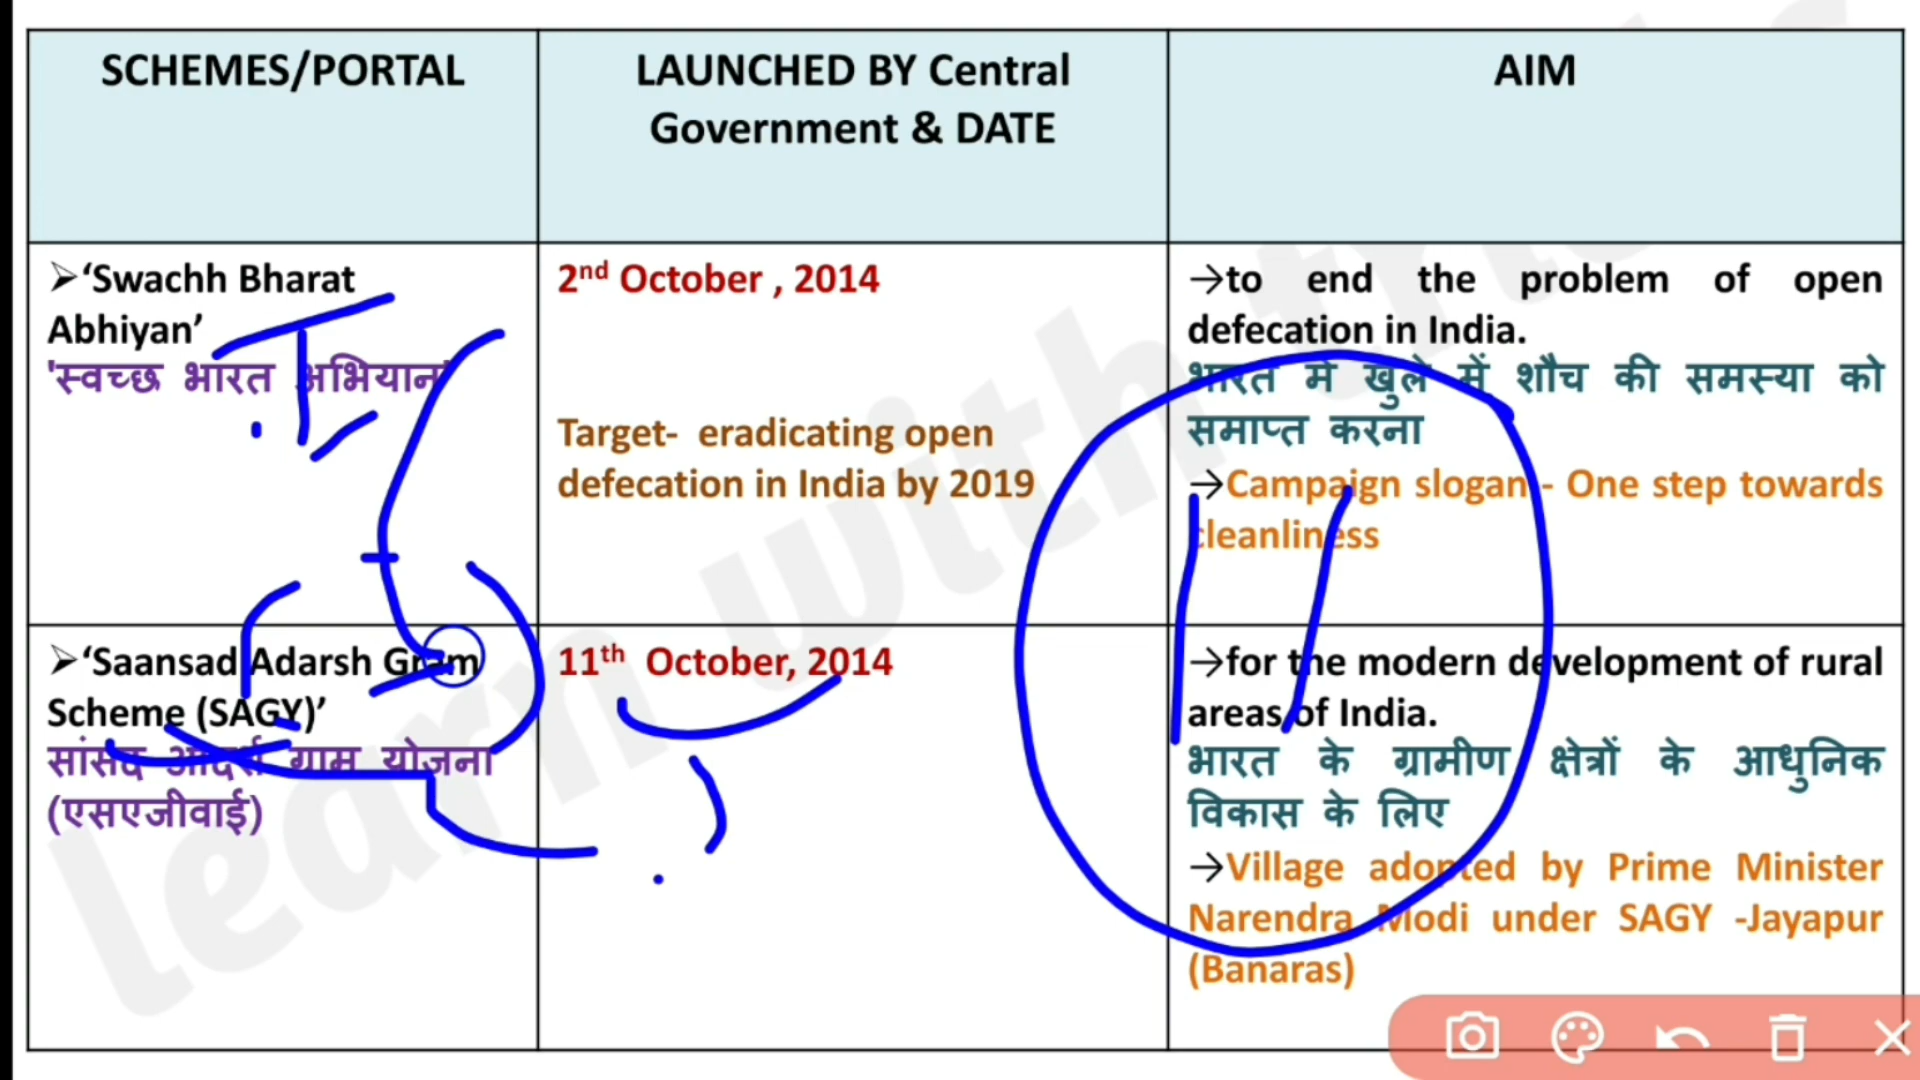 SCHEMES/PORTAL
LAUNCHED BY Central
Government & DATE
AIM
➢‘Swachh Bharat
Abhiyan’
'स्वच्छ भारत अभियान'
2nd October , 2014
Target- eradicating open
defecation in India by 2019
→to end the problem of open
defecation in India.
भारत में खुले में शौच की समस्या को
समाप्त करना
→Campaign slogan - One step towards
cleanliness
➢‘Saansad Adarsh Gram
Scheme (SAGY)’
सांसद आदर्श ग्राम योजना
(एसएजीवाई)
11th October, 2014
→for the modern development of rural
areas of India.
भारत के ग्रामीण क्षेत्रों के आधुनिक
विकास के लिए
→Village adopted by Prime Minister
Narendra Modi under SAGY -Jayapur
(Banaras)
learn with